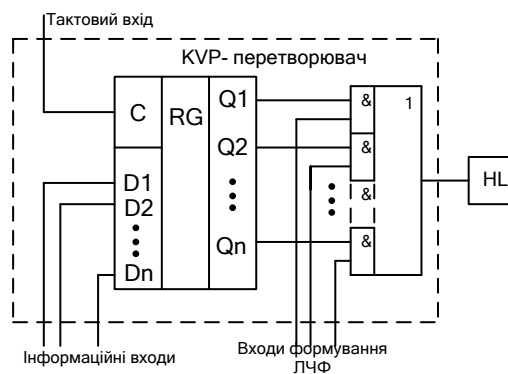 Тактовий вхід
KVP- перетворювач
C
RG
Q1
Q2
Qn
D1
D2
Dn
&
&
&
&
1
HL
Інформаційні входи
Входи формування
ЛЧФ